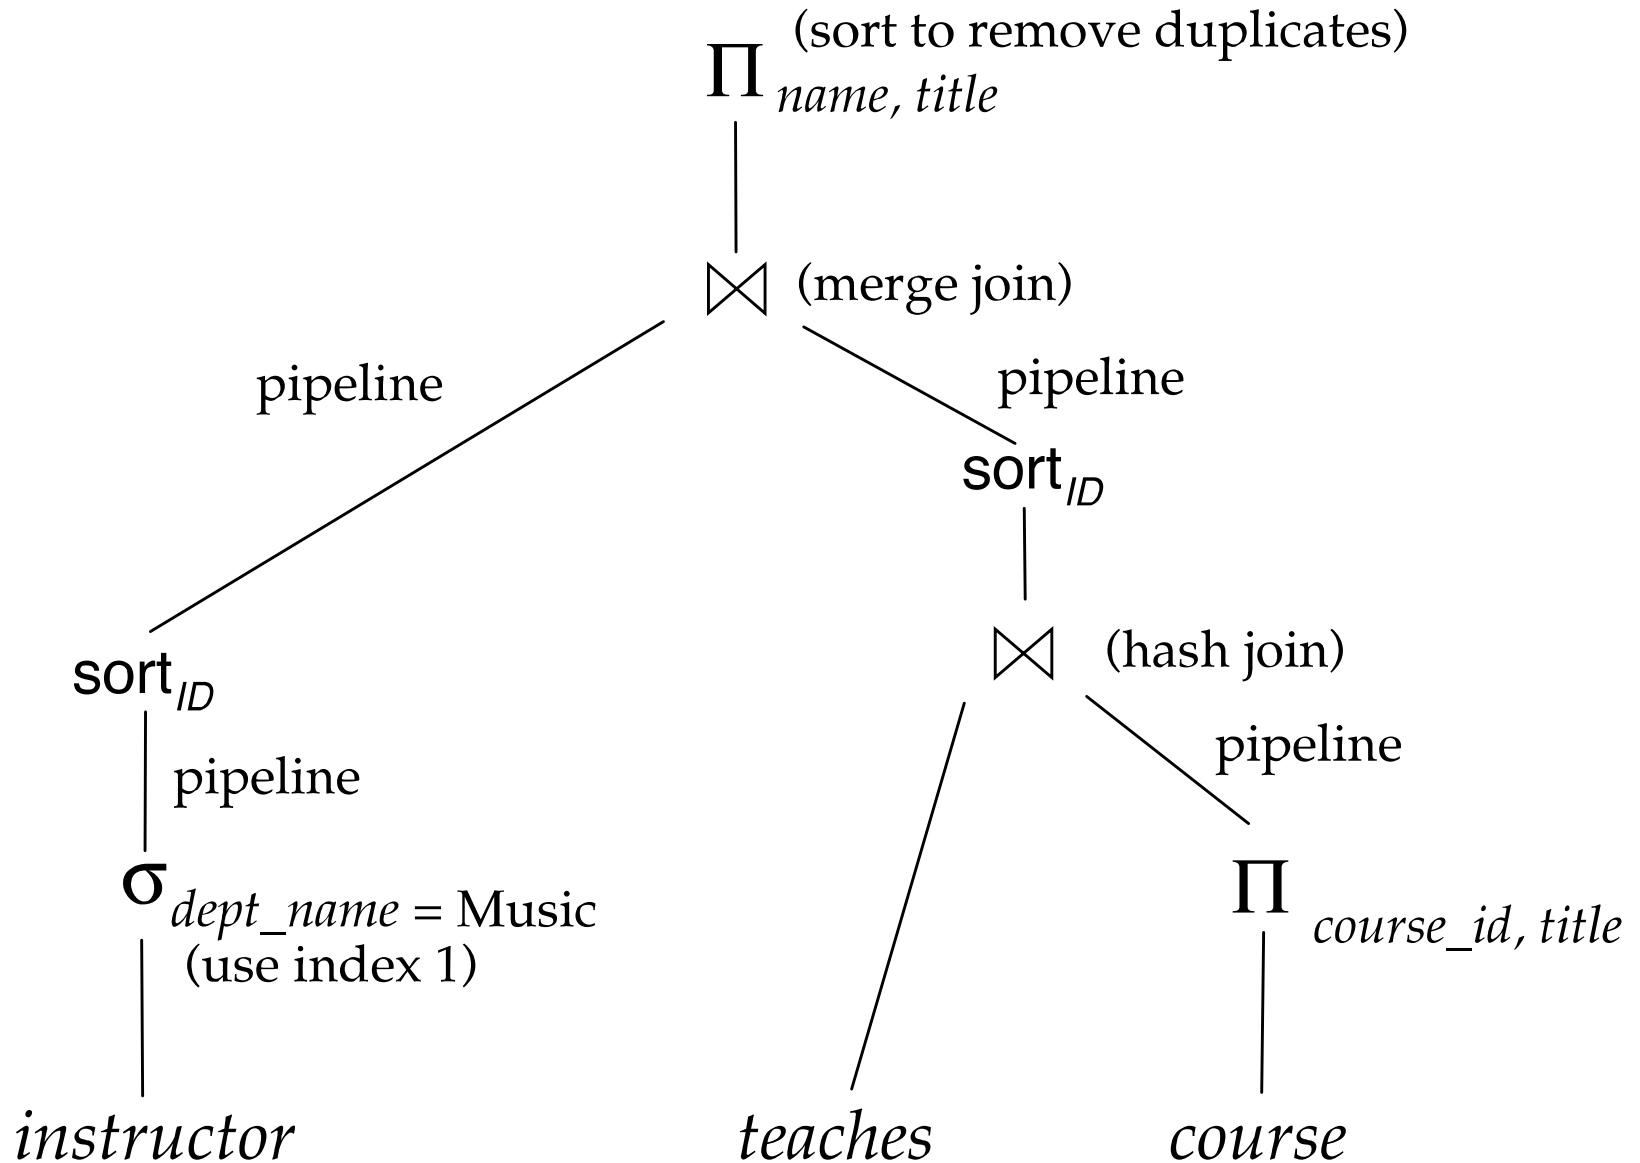 Π (sort to remove duplicates)
name, title
⋈ (merge join)
pipeline
pipeline
sort ID
⋈ (hash join)
sort ID
pipeline
pipeline
σ dept_name = Music
(use index 1)
Π course_id, title
instructor
teaches
course